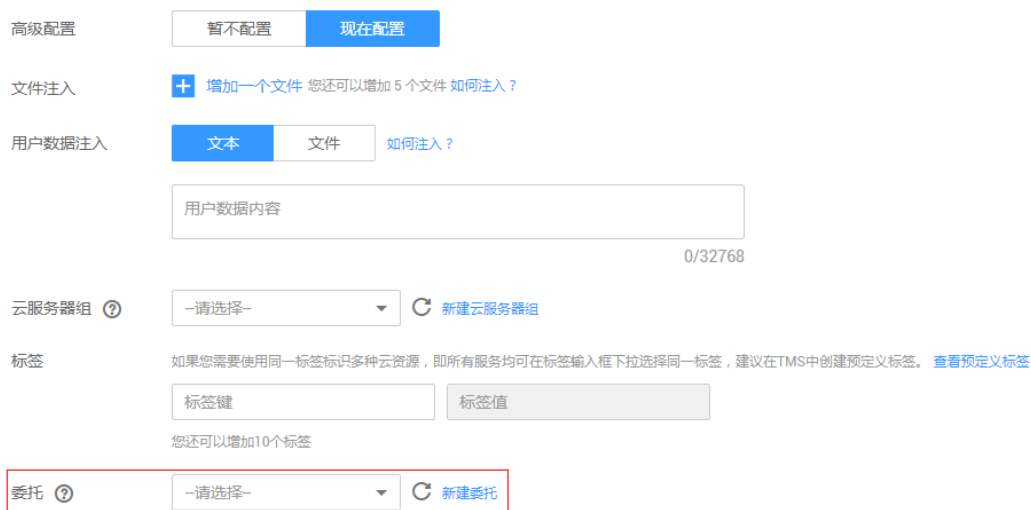 高级配置 暂不配置 现在配置
文件注入 增加一个文件 您还可以增加 5 个文件 如何注入？
用户数据注入 文本 文件 如何注入？
用户数据内容
0/32768
云服务器组 --请选择-- 新建云服务器组
标签 如果您需要使用同一标签标识多种云资源，即所有服务均可在标签输入框下拉选择同一标签，建议在TMS中创建预定义标签。 查看预定义标签
标签键 标签值
您还可以增加10个标签
委托 --请选择-- 新建委托